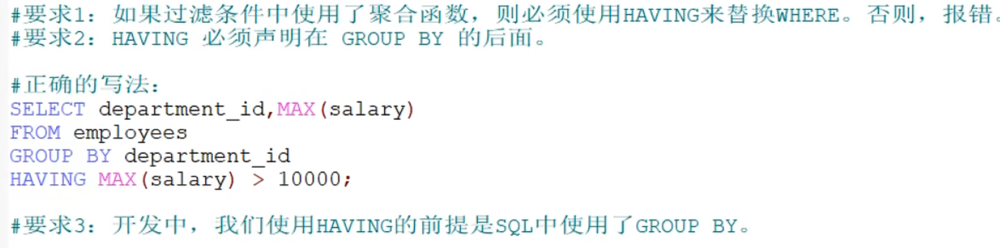 #要求1：如果过滤条件中使用了聚合函数，则必须使用HAVING来替换WHERE。否则，报错。
#要求2：HAVING 必须声明在 GROUP BY 的后面。
#正确的写法：
SELECT department_id,MAX(salary)
FROM employees
GROUP BY department_id
HAVING MAX(salary) > 10000;
#要求3：开发中，我们使用HAVING的前提是SQL中使用了GROUP BY。